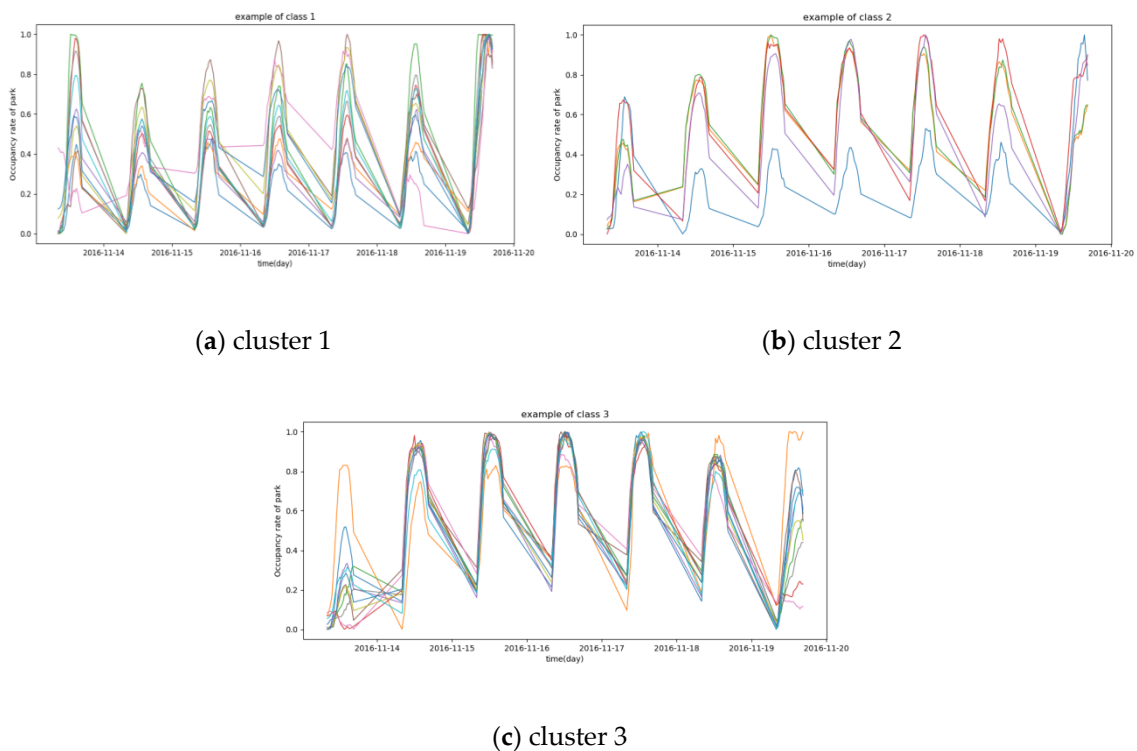 example of class 1
1.0
0.8
0.6
0.4
0.2
0.0
Occupancy rate of park
2016-11-14 2016-11-15 2016-11-16 2016-11-17 2016-11-18 2016-11-19 2016-11-20
time(day)
(a) cluster 1
example of class 2
1.0
0.8
0.6
0.4
0.2
0.0
Occupancy rate of park
2016-11-14 2016-11-15 2016-11-16 2016-11-17 2016-11-18 2016-11-19 2016-11-20
time(day)
(b) cluster 2
example of class 3
1.0
0.8
0.6
0.4
0.2
0.0
Occupancy rate of park
2016-11-14 2016-11-15 2016-11-16 2016-11-17 2016-11-18 2016-11-19 2016-11-20
time(day)
(c) cluster 3